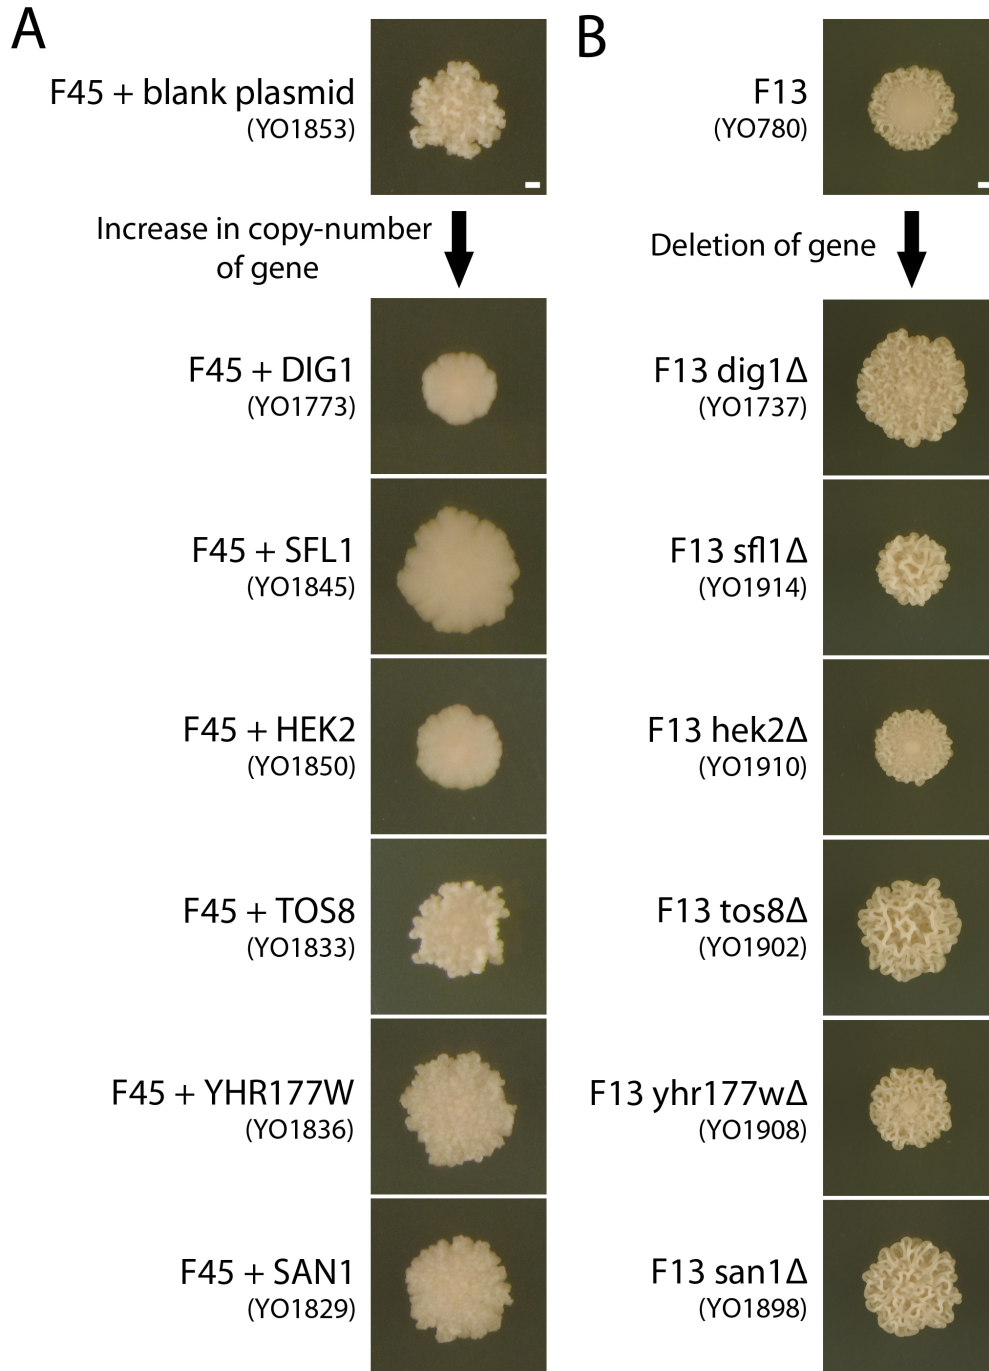 A
F45 + blank plasmid
(YO1853)
Increase in copy-number
of gene
F45 + DIG1
(YO1773)
F45 + SFL1
(YO1845)
F45 + HEK2
(YO1850)
F45 + TOS8
(YO1833)
F45 + YHR177W
(YO1836)
F45 + SAN1
(YO1829)
B
F13
(YO780)
Deletion of gene
F13 dig1Δ
(YO1737)
F13 sfl1Δ
(YO1914)
F13 hek2Δ
(YO1910)
F13 tos8Δ
(YO1902)
F13 yhr177wΔ
(YO1908)
F13 san1Δ
(YO1898)